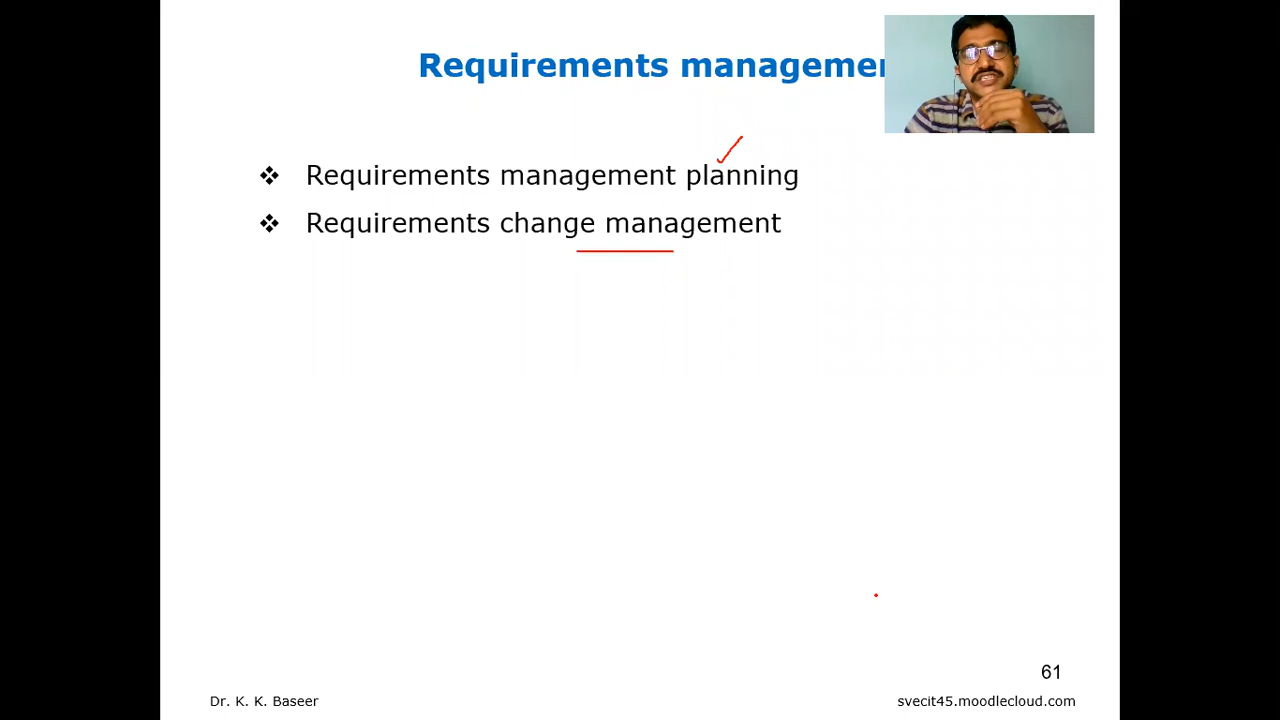 Requirements managemen
Requirements management planning
Requirements change management
61
Dr. K. K. Baseer
svecit45.moodlecloud.com